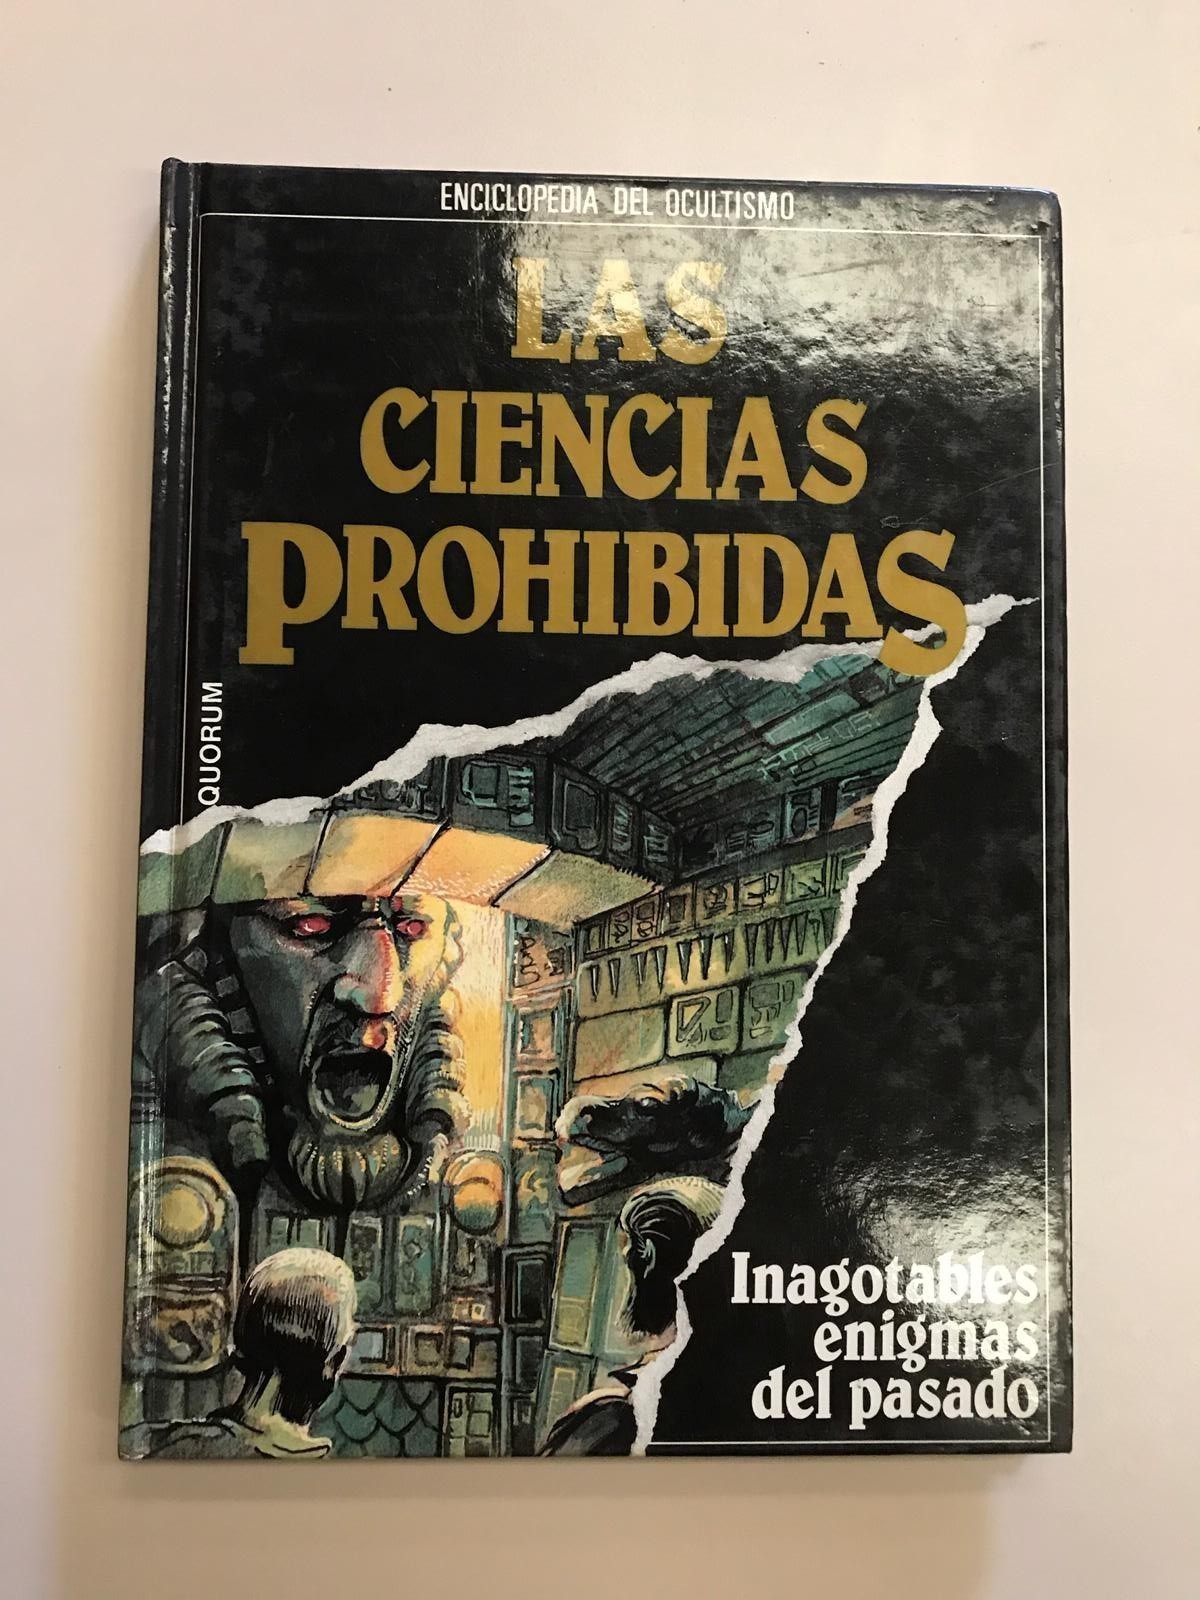 ENCICLOPEDIA DEL OCULTISMO
LAS
CIENCIAS
PROHIBIDAS
QUORUM
Inagotables
enigmas
del pasado